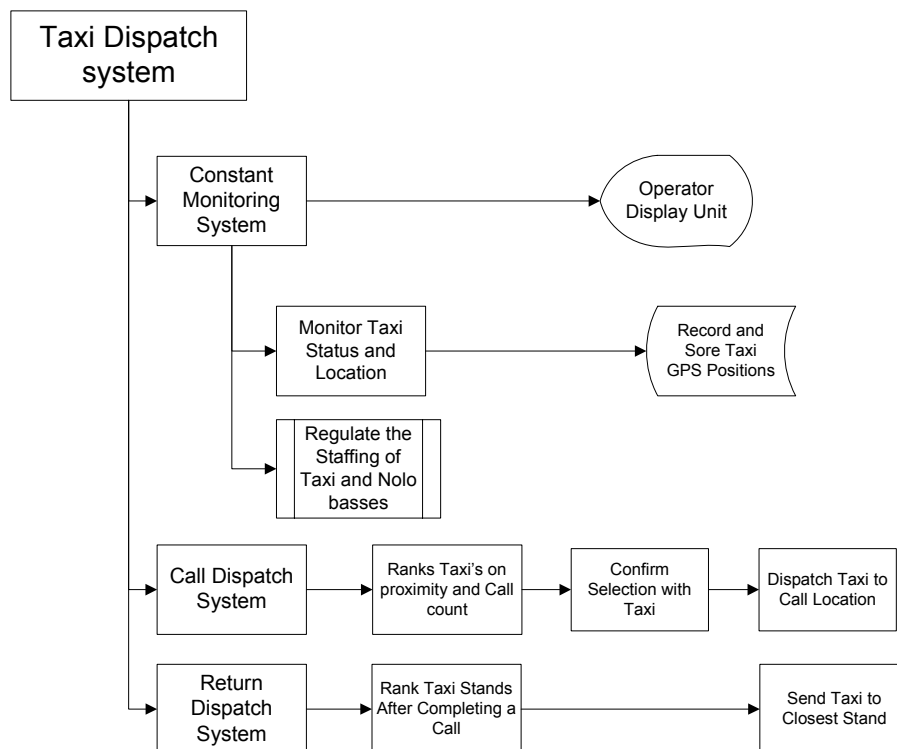 Taxi Dispatch
system
Constant
Monitoring
System
Operator
Display Unit
Monitor Taxi
Status and
Location
Record and
Sore Taxi
GPS Positions
Regulate the
Staffing of
Taxi and Nolo
basses
Call Dispatch
System
Ranks Taxi's on
proximity and Call
count
Confirm
Selection with
Taxi
Dispatch Taxi to
Call Location
Return
Dispatch
System
Rank Taxi Stands
After Completing a
Call
Send Taxi to
Closest Stand